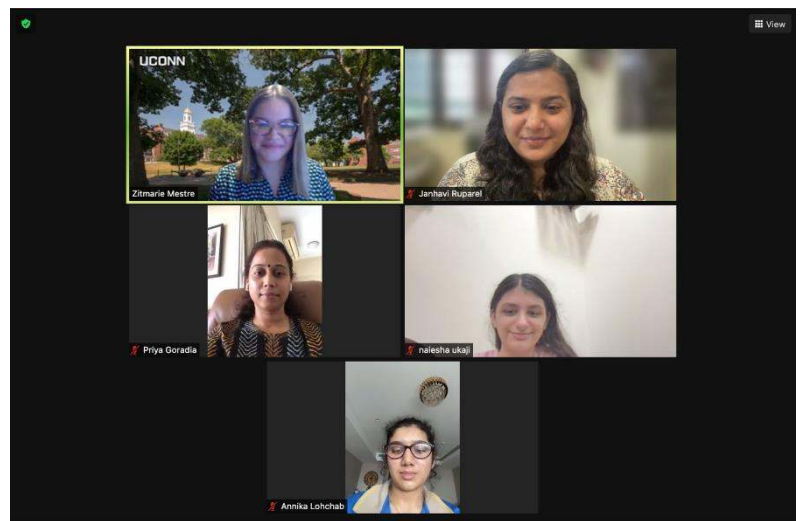 View
UCONN
Zitmarie Mestre
Janhavi Ruparel
Priya Goradia
naiesha ukaji
Annika Lohchab